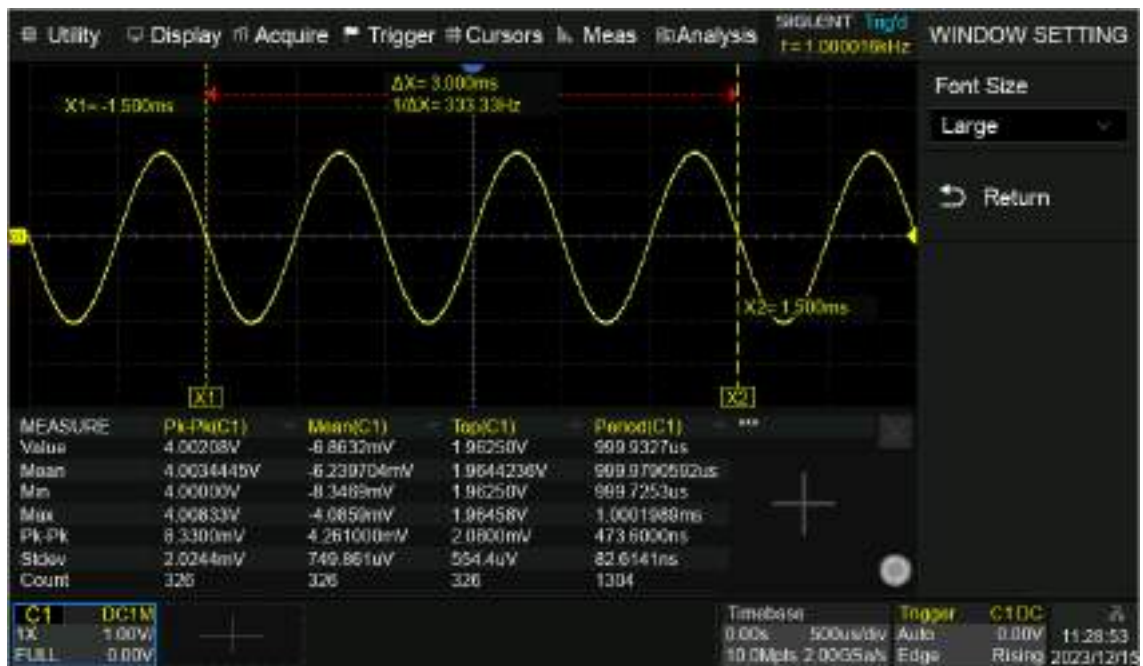 Utility Display Acquire Trigger Cursors Meas Analysis SIGLENT Trig'd
f = 1.000016kHz
WINDOW SETTING
Font Size
Large
Return
ΔX= 3.000ms
1/ΔX= 333.33Hz
X1= -1.500ms
X2= 1.500ms
X1 X2
MEASURE Pk-Pk(C1) Mean(C1) Top(C1) Period(C1) ***
Value 4.00208V -6.8632mV 1.96250V 999.9327us
Mean 4.0034445V -6.239704mV 1.9644236V 999.9790592us
Min 4.00000V -8.3469mV 1.96250V 999.7253us
Max 4.00833V -4.0859mV 1.96458V 1.0001989ms
Pk-Pk 8.3300mV 4.261000mV 2.0800mV 473.6000ns
Stdev 2.0244mV 749.861uV 554.4uV 82.6141ns
Count 326 326 326 1304
C1 DC1M
1X 1.00V/
FULL 0.00V
Timebase
0.00s 500us/div
10.0Mpts 2.00GSa/s
Trigger C1 DC
Auto 0.00V
Edge Rising
11:28:53
2023/12/15